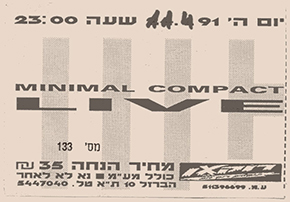 יום ה' 11.4.91 שעה 23:00
MINIMAL COMPACT
LIVE
מס' 133
מחיר הנחה 35 ₪
כולל מע"מ ■ נא לא לאחר
הברזל 10 ת"א טל. 5447040
ע.מ. 511396699